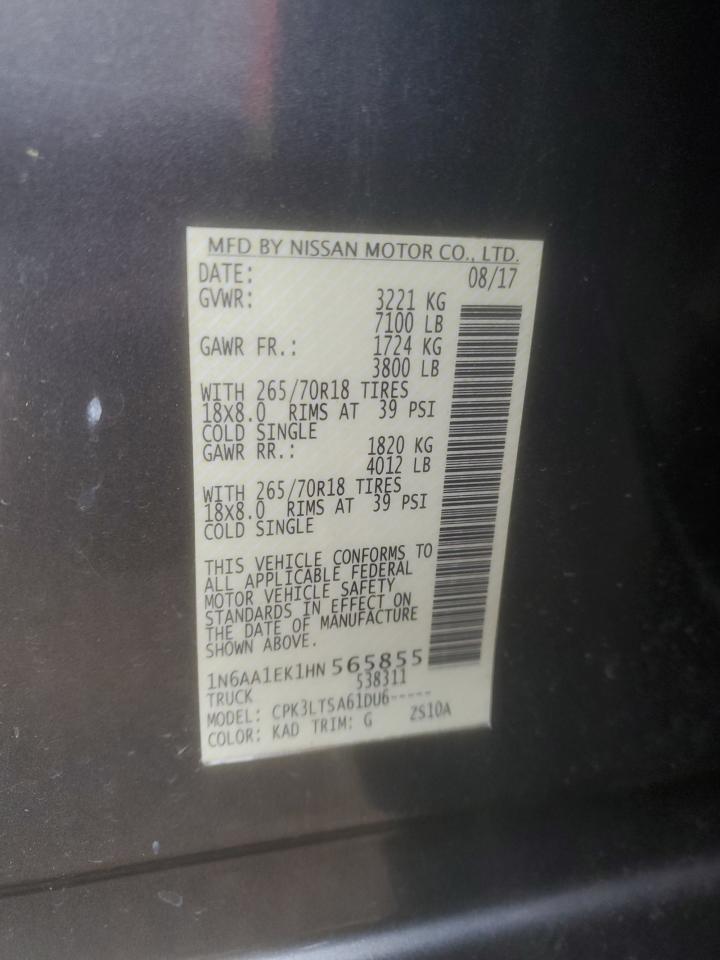 MFD BY NISSAN MOTOR CO., LTD.
DATE: 08/17
GVWR: 3221 KG
7100 LB
GAWR FR.: 1724 KG
3800 LB
WITH 265/70R18 TIRES
18X8.0 RIMS AT 39 PSI
COLD SINGLE
GAWR RR.: 1820 KG
4012 LB
WITH 265/70R18 TIRES
18X8.0 RIMS AT 39 PSI
COLD SINGLE
THIS VEHICLE CONFORMS TO
ALL APPLICABLE FEDERAL
MOTOR VEHICLE SAFETY
STANDARDS IN EFFECT ON
THE DATE OF MANUFACTURE
SHOWN ABOVE.
1N6AA1EK1HN565855
TRUCK 538311
MODEL: CPK3LTSA61DU6-----
COLOR: KAD TRIM: G ZS10A